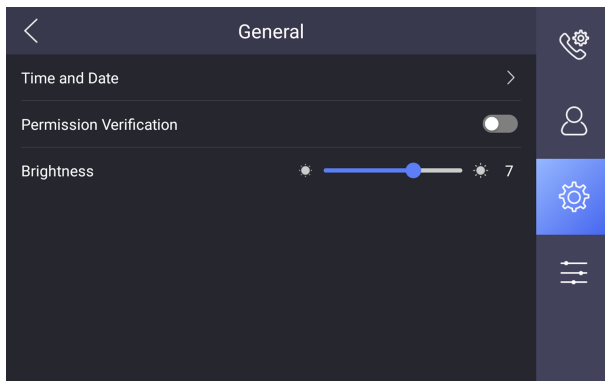 General
Time and Date
Permission Verification
Brightness 7